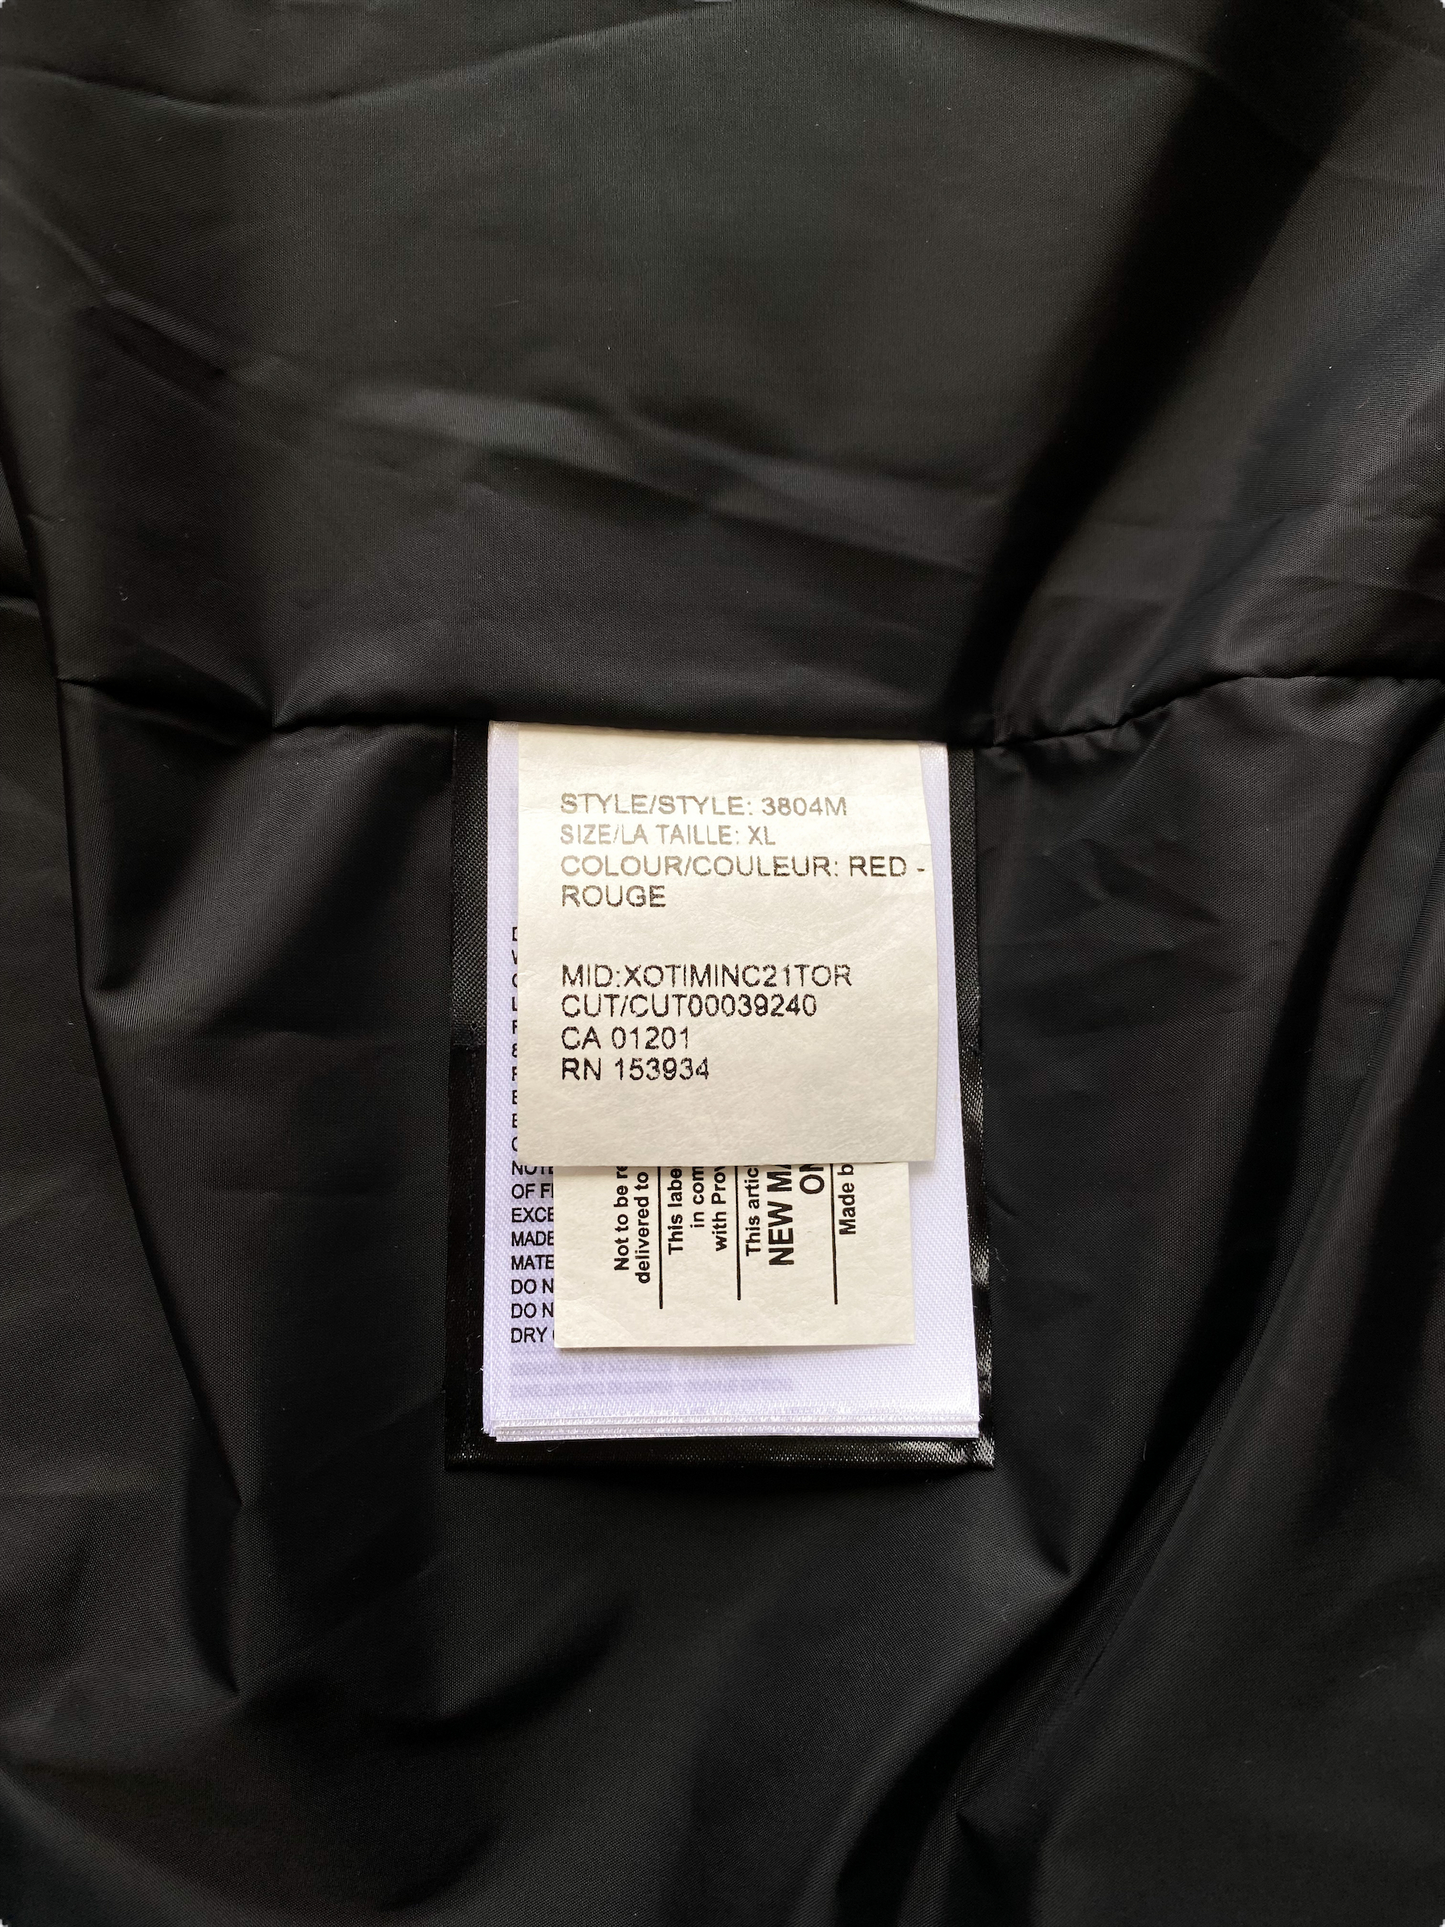 STYLE/STYLE: 3804M
SIZE/LA TAILLE: XL
COLOUR/COULEUR: RED -
ROUGE
MID:XOTIMINC21TOR
CUT/CUT00039240
CA 01201
RN 153934
NOTE
OF
EXCE
MADE
MATE
DO N
DO N
DRY
Not to be re
delivered to
This labe
in com
with Prov
This artic
NEW MA
ON
Made b